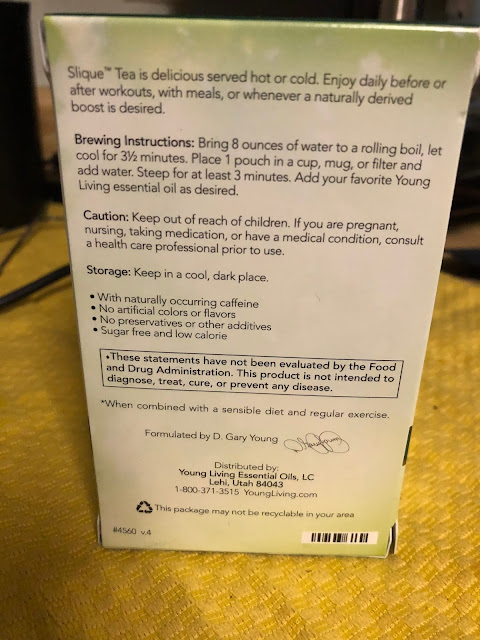 Slique™ Tea is delicious served hot or cold. Enjoy daily before or
after workouts, with meals, or whenever a naturally derived
boost is desired.
Brewing Instructions: Bring 8 ounces of water to a rolling boil, let
cool for 3½ minutes. Place 1 pouch in a cup, mug, or filter and
add water. Steep for at least 3 minutes. Add your favorite Young
Living essential oil as desired.
Caution: Keep out of reach of children. If you are pregnant,
nursing, taking medication, or have a medical condition, consult
a health care professional prior to use.
Storage: Keep in a cool, dark place.
• With naturally occurring caffeine
• No artificial colors or flavors
• No preservatives or other additives
• Sugar free and low calorie
•These statements have not been evaluated by the Food
and Drug Administration. This product is not intended to
diagnose, treat, cure, or prevent any disease.
*When combined with a sensible diet and regular exercise.
Formulated by D. Gary Young
Distributed by:
Young Living Essential Oils, LC
Lehi, Utah 84043
1-800-371-3515 YoungLiving.com
This package may not be recyclable in your area
#4560 v.4